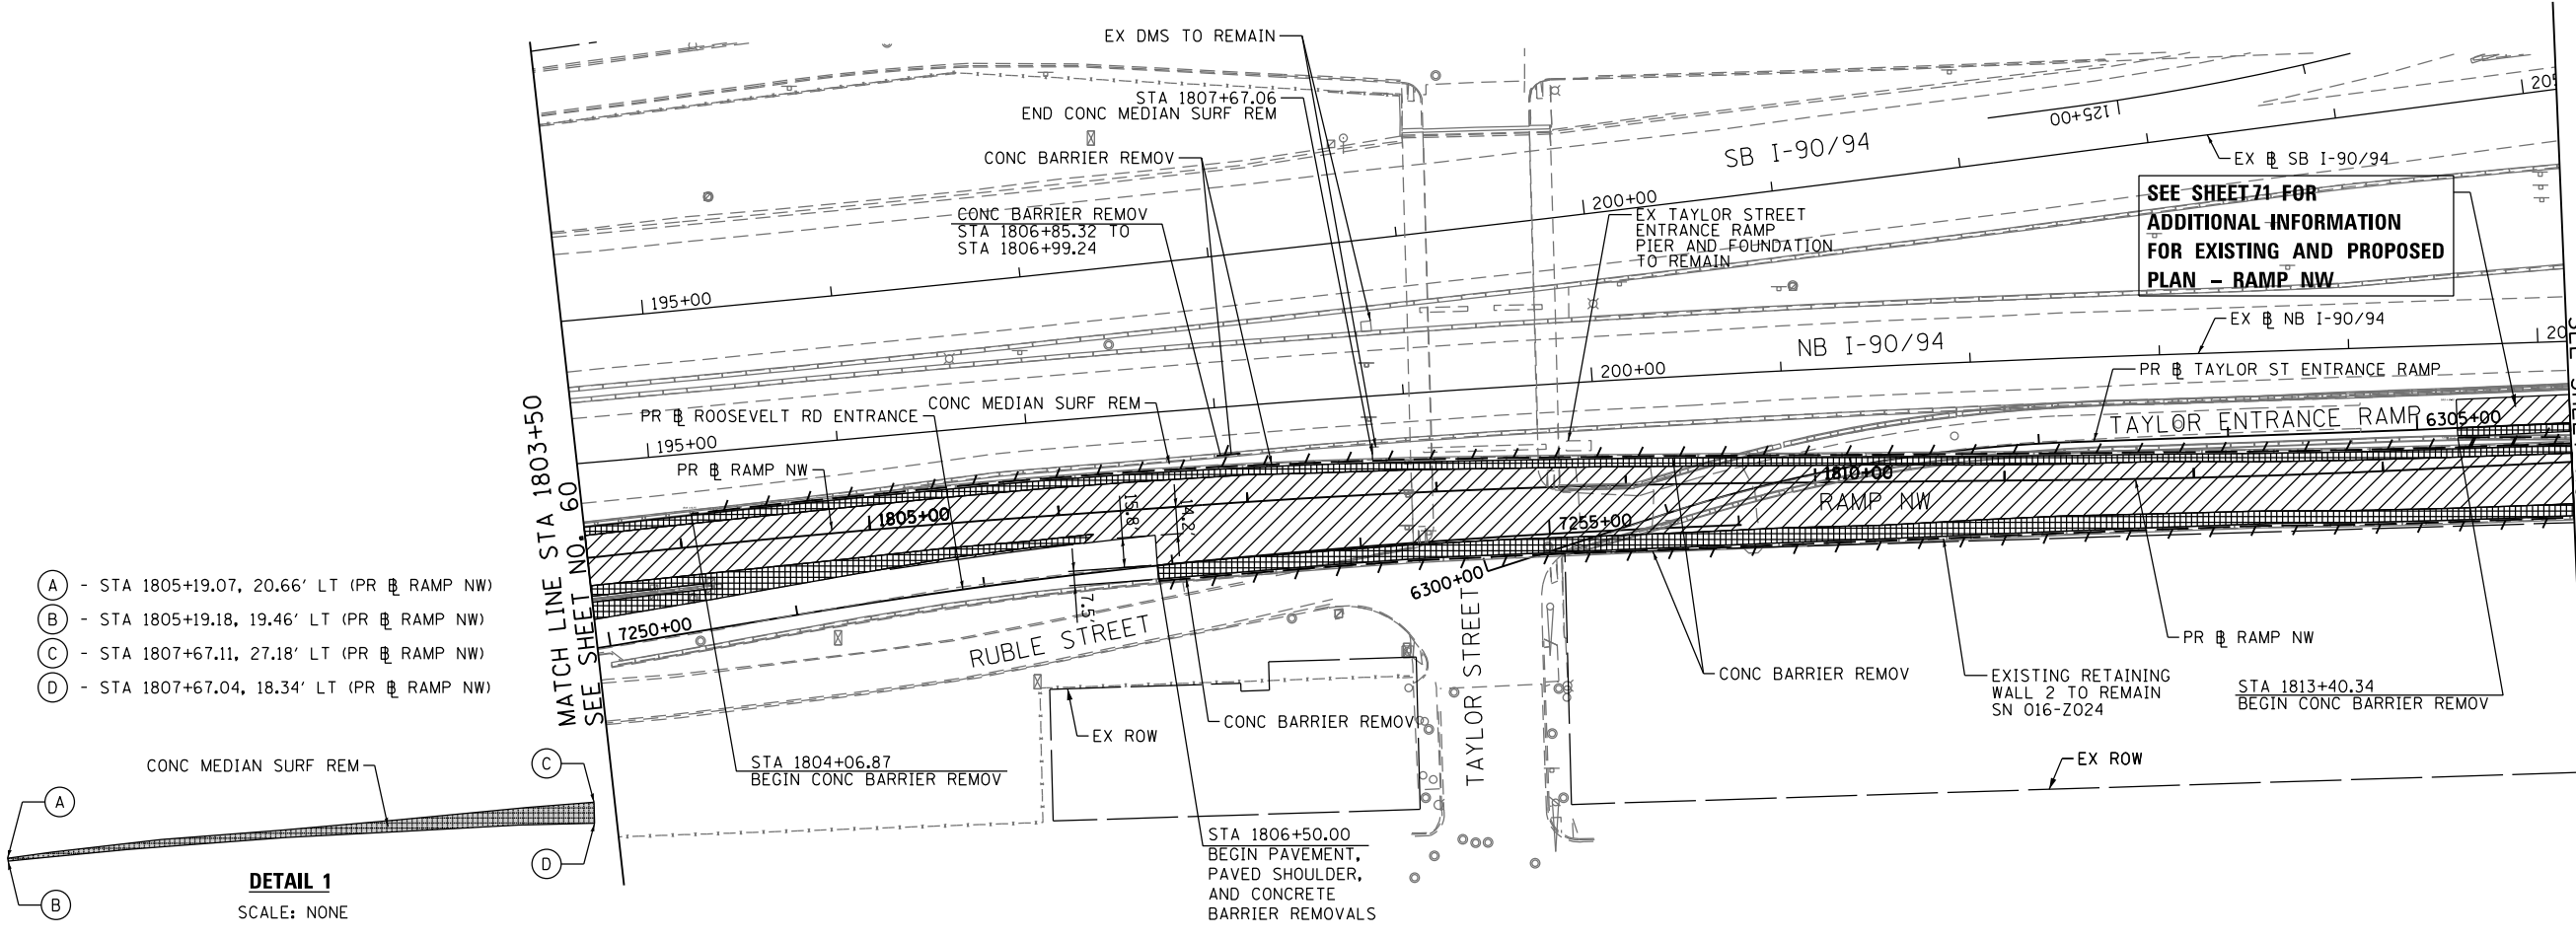 EX DMS TO REMAIN
STA 1807+67.06
END CONC MEDIAN SURF REM
CONC BARRIER REMOV
CONC BARRIER REMOV
STA 1806+85.32 TO
STA 1806+99.24
125+00
SB I-90/94
EX ⅊ SB I-90/94
SEE SHEET 71 FOR
ADDITIONAL INFORMATION
FOR EXISTING AND PROPOSED
PLAN - RAMP NW
200+00
EX TAYLOR STREET
ENTRANCE RAMP
PIER AND FOUNDATION
TO REMAIN
195+00
EX ⅊ NB I-90/94
NB I-90/94
200+00
PR ⅊ TAYLOR ST ENTRANCE RAMP
CONC MEDIAN SURF REM
PR ⅊ ROOSEVELT RD ENTRANCE
195+00
TAYLOR ENTRANCE RAMP
6305+00
PR ⅊ RAMP NW
1810+00
RAMP NW
1805+00
15.8'
14.2'
7255+00
7.5'
6300+00
7250+00
RUBLE STREET
TAYLOR STREET
MATCH LINE STA 1803+50
SEE SHEET NO. 60
A - STA 1805+19.07, 20.66' LT (PR ⅊ RAMP NW)
B - STA 1805+19.18, 19.46' LT (PR ⅊ RAMP NW)
C - STA 1807+67.11, 27.18' LT (PR ⅊ RAMP NW)
D - STA 1807+67.04, 18.34' LT (PR ⅊ RAMP NW)
PR ⅊ RAMP NW
CONC BARRIER REMOV
EXISTING RETAINING
WALL 2 TO REMAIN
SN 016-Z024
STA 1813+40.34
BEGIN CONC BARRIER REMOV
CONC BARRIER REMOV
EX ROW
STA 1804+06.87
BEGIN CONC BARRIER REMOV
EX ROW
CONC MEDIAN SURF REM
A
B
C
D
DETAIL 1
SCALE: NONE
STA 1806+50.00
BEGIN PAVEMENT,
PAVED SHOULDER,
AND CONCRETE
BARRIER REMOVALS